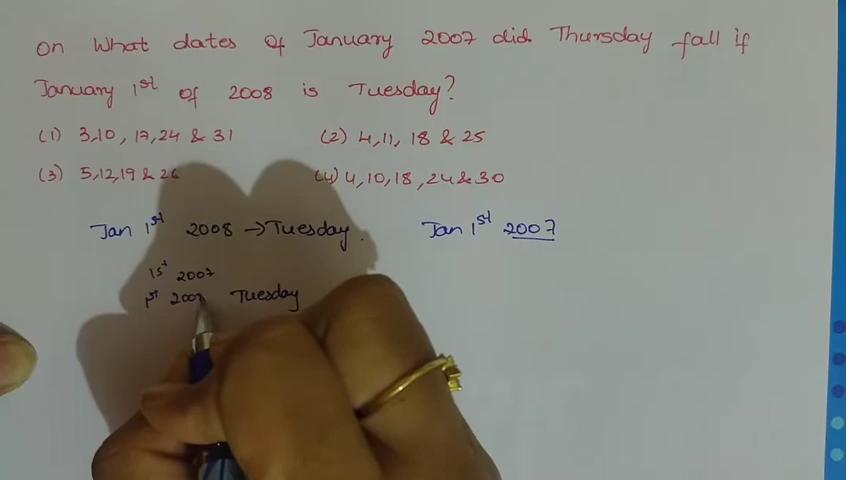 On What dates of January 2007 did Thursday fall if
January 1st of 2008 is Tuesday?
(1) 3,10, 17,24 & 31 (2) 4,11, 18 & 25
(3) 5,12,19 & 26 (4) 4,10,18, 24 & 30
Jan 1st 2008 → Tuesday. Jan 1st 2007
1st 2007
1st 2008 Tuesday